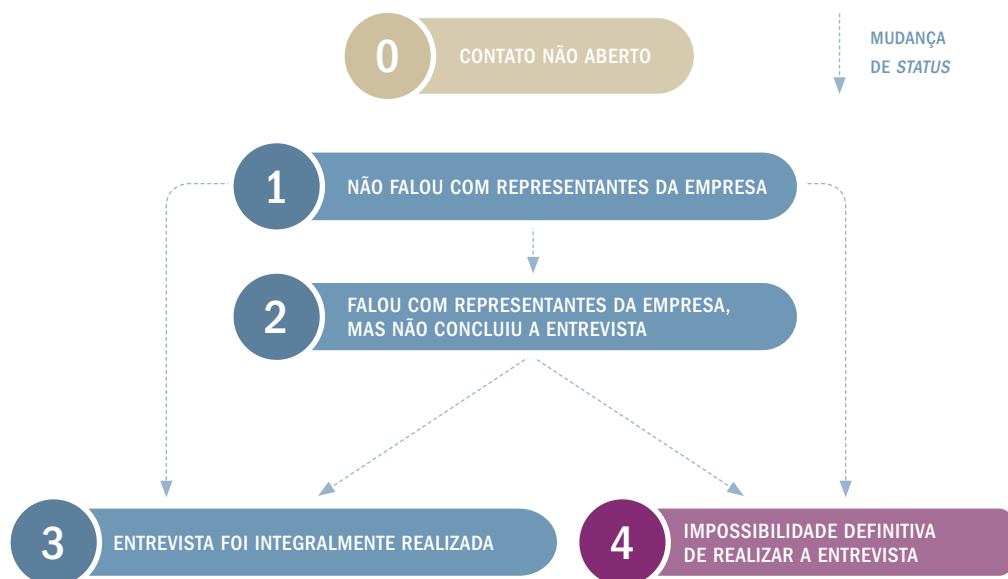 0
CONTATO NÃO ABERTO
MUDANÇA
DE STATUS
1
NÃO FALOU COM REPRESENTANTES DA EMPRESA
2
FALOU COM REPRESENTANTES DA EMPRESA,
MAS NÃO CONCLUIU A ENTREVISTA
3
ENTREVISTA FOI INTEGRALMENTE REALIZADA
4
IMPOSSIBILIDADE DEFINITIVA
DE REALIZAR A ENTREVISTA